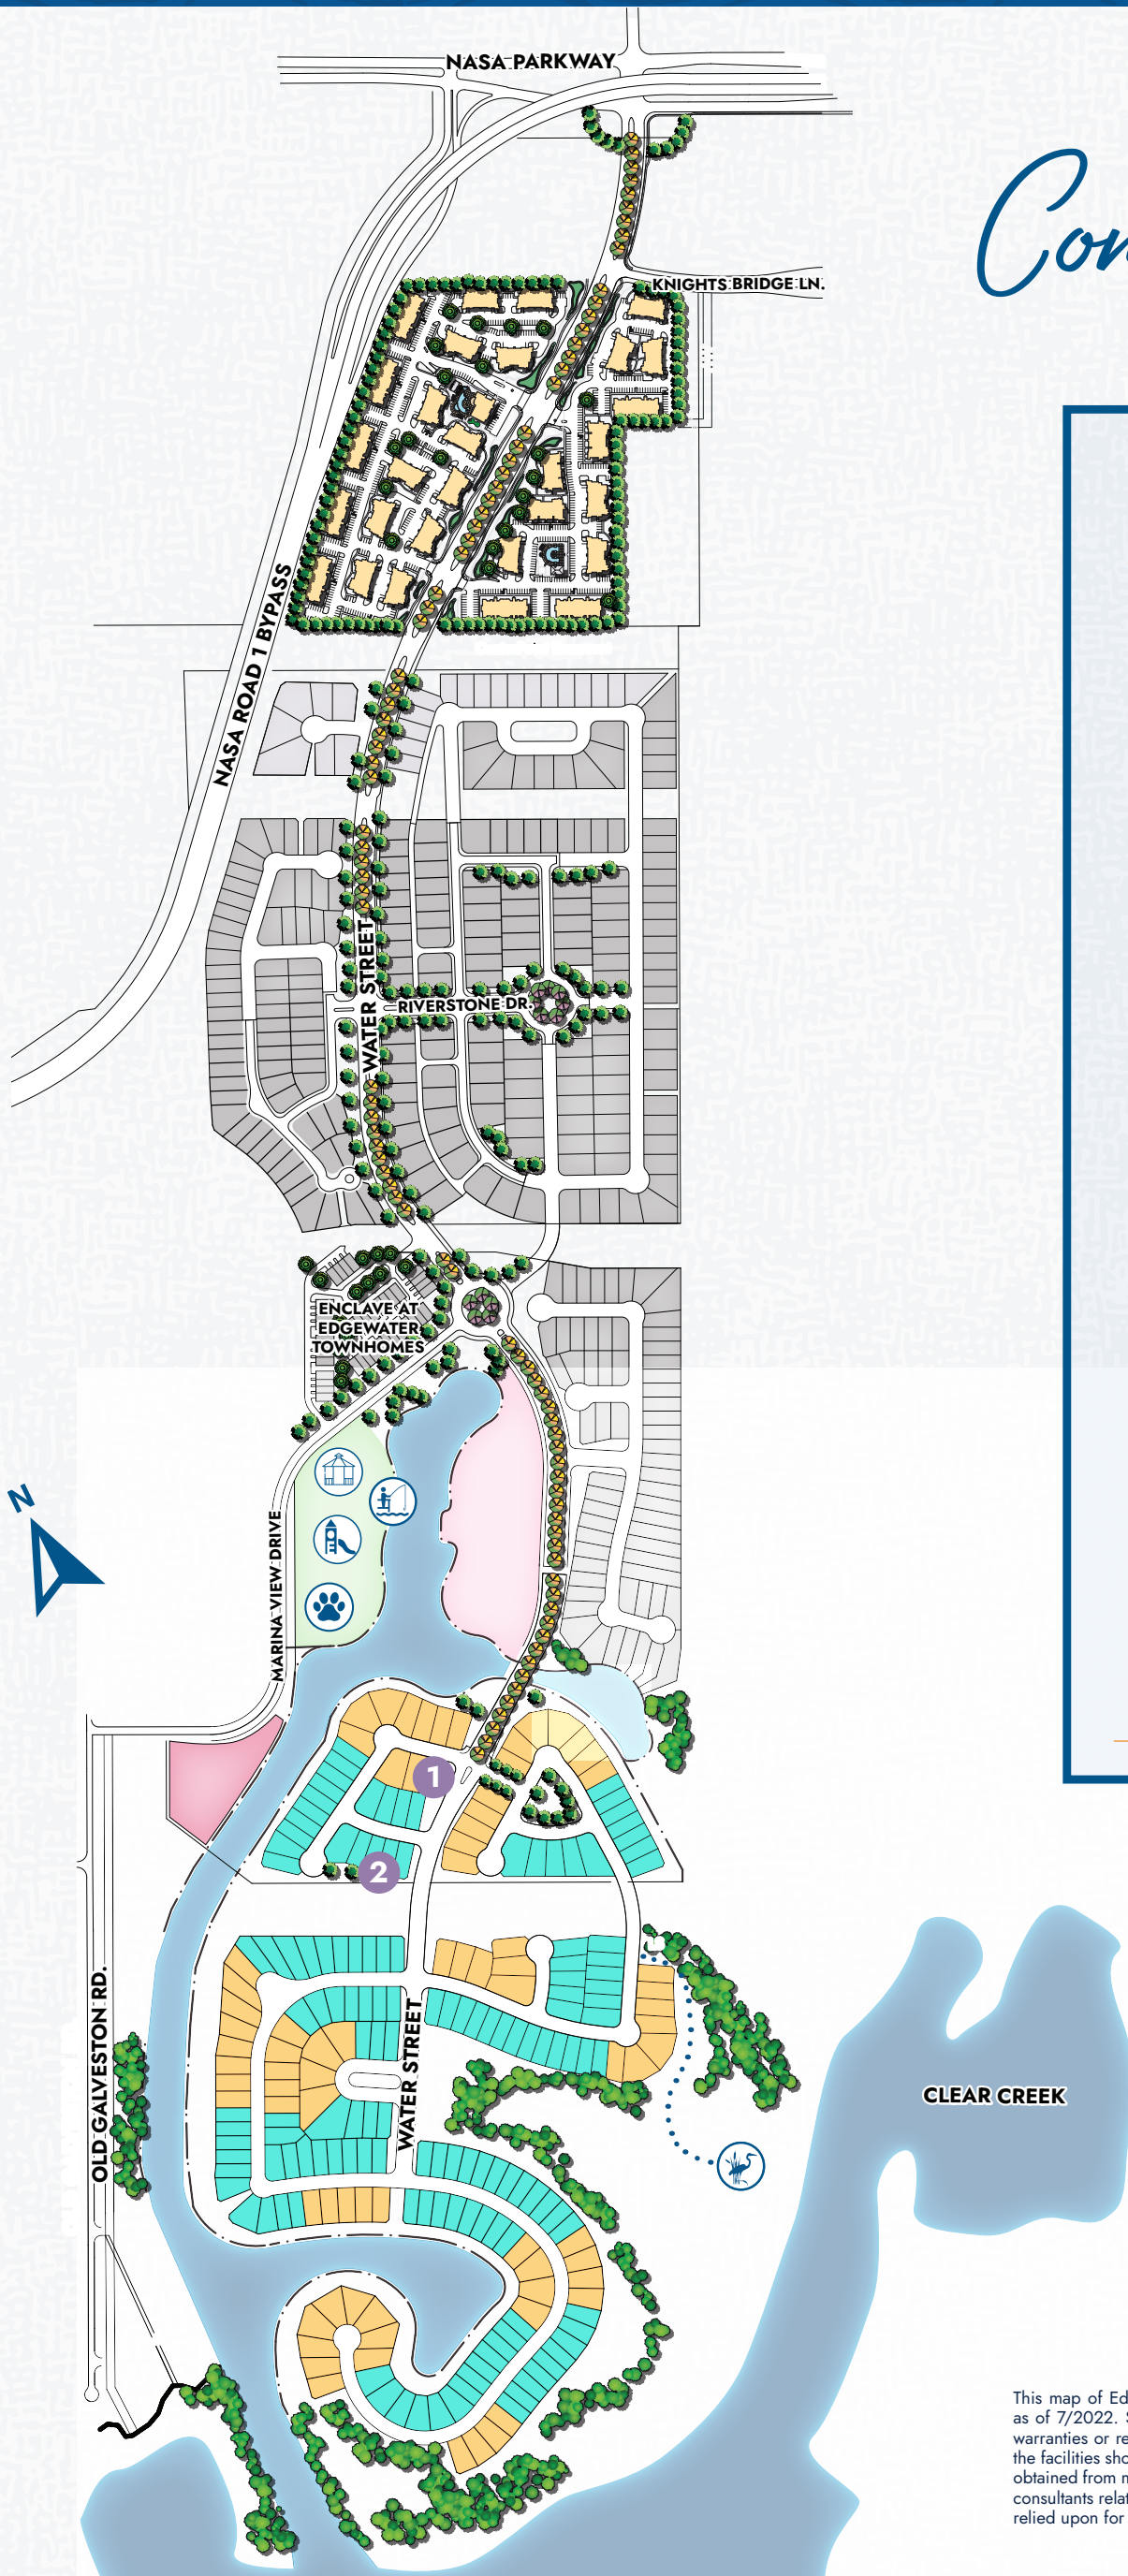 NASA PARKWAY
KNIGHTS BRIDGE LN.
NASA ROAD 1 BYPASS
WATER STREET
RIVERSTONE DR.
ENCLAVE AT
EDGEWATER
TOWNHOMES
N
MARINA VIEW DRIVE
1
2
OLD GALVESTON RD.
WATER STREET
CLEAR CREEK
This map of Ed
as of 7/2022. S
warranties or re
the facilities sho
obtained from m
consultants relat
relied upon for